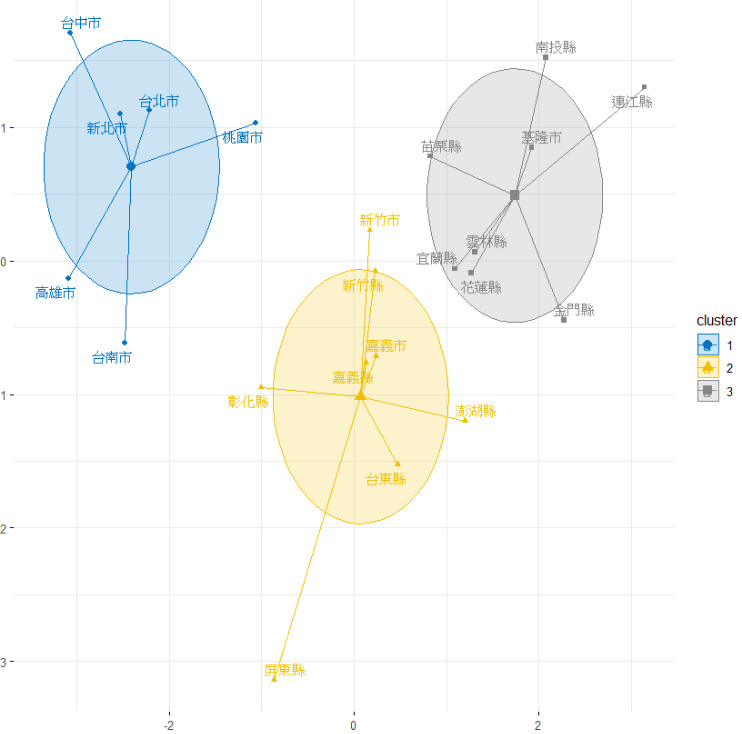 台中市
南投縣
台北市
連江縣
新北市
桃園市
基隆市
苗栗縣
1
新竹市
雲林縣
0
宜蘭縣
高雄市
新竹縣
花蓮縣
金門縣
台南市
嘉義市
嘉義縣
1
彰化縣
澎湖縣
台東縣
2
屏東縣
3
-2
0
2
cluster
1
2
3